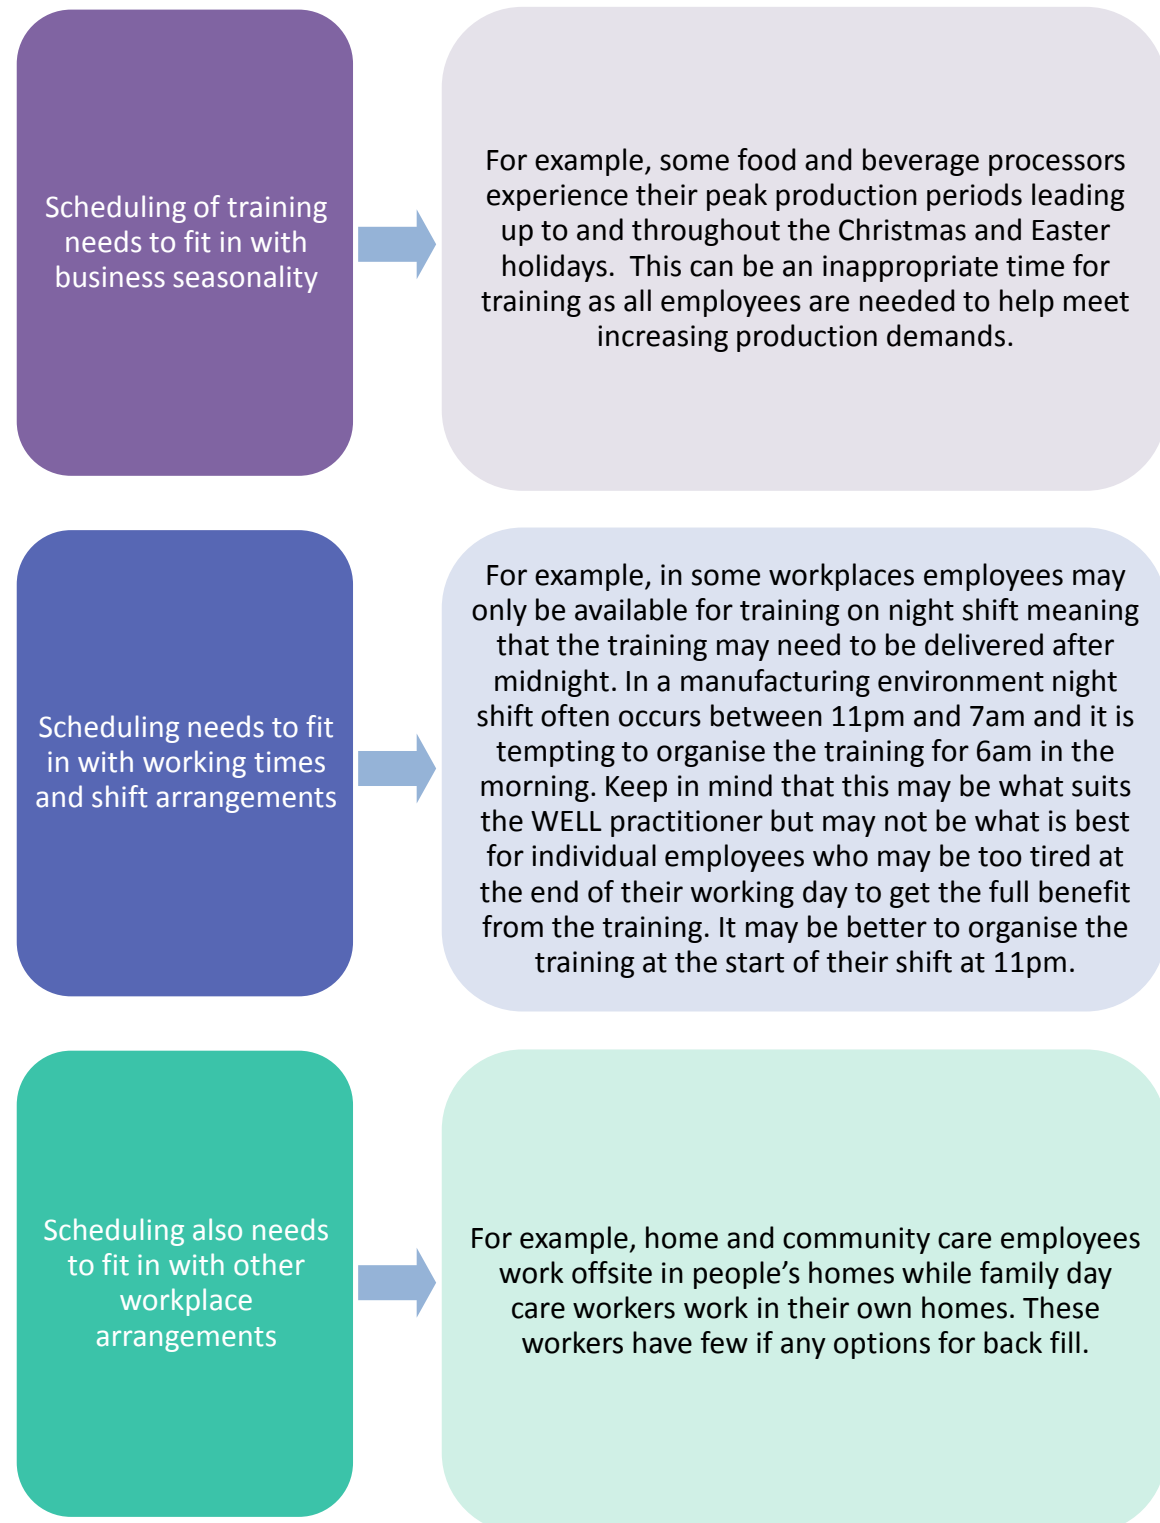 Scheduling of training
needs to fit in with
business seasonality
For example, some food and beverage processors
experience their peak production periods leading
up to and throughout the Christmas and Easter
holidays.  This can be an inappropriate time for
training as all employees are needed to help meet
increasing production demands.
Scheduling needs to fit
in with working times
and shift arrangements
For example, in some workplaces employees may
only be available for training on night shift meaning
that the training may need to be delivered after
midnight. In a manufacturing environment night
shift often occurs between 11pm and 7am and it is
tempting to organise the training for 6am in the
morning. Keep in mind that this may be what suits
the WELL practitioner but may not be what is best
for individual employees who may be too tired at
the end of their working day to get the full benefit
from the training. It may be better to organise the
training at the start of their shift at 11pm.
Scheduling also needs
to fit in with other
workplace
arrangements
For example, home and community care employees
work offsite in people’s homes while family day
care workers work in their own homes. These
workers have few if any options for back fill.